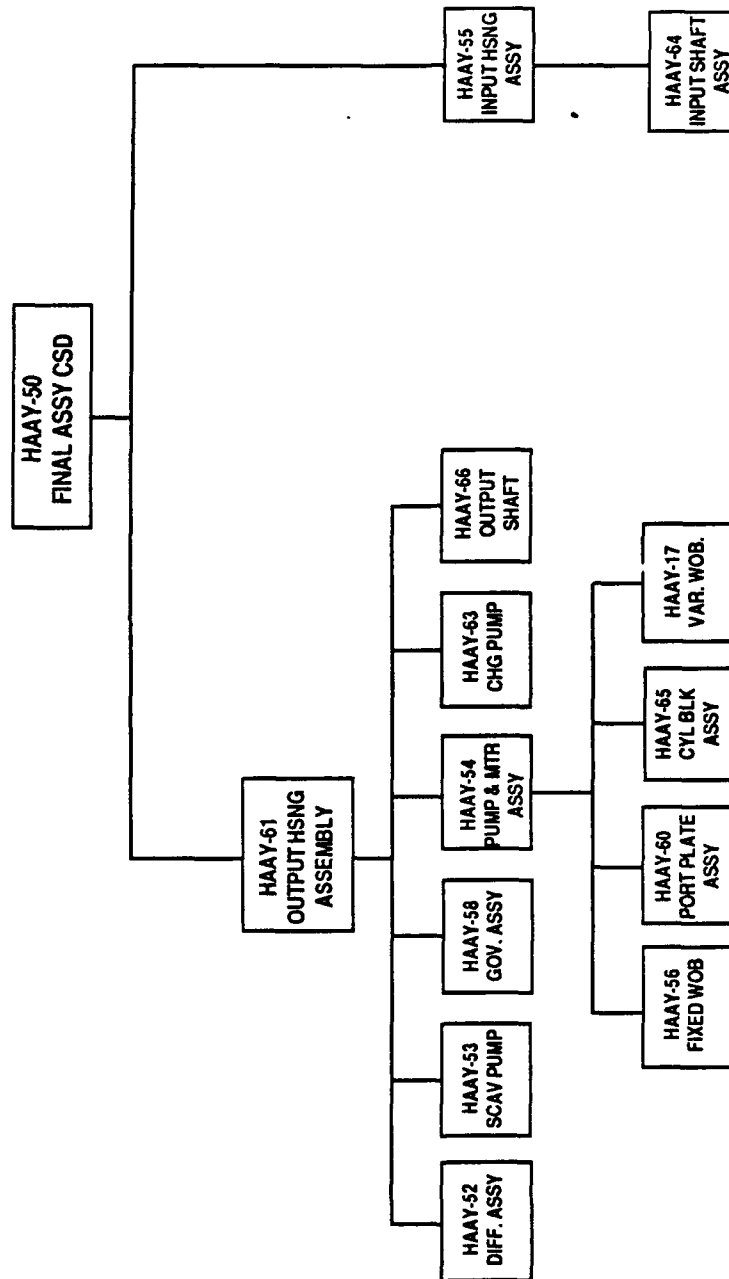 HAAY-50
FINAL ASSY CSD
HAAY-61
OUTPUT HSNG
ASSEMBLY
HAAY-55
INPUT HSNG
ASSY
HAAY-52
DIFF. ASSY
HAAY-53
SCAV PUMP
HAAY-58
GOV. ASSY
HAAY-54
PUMP & MTR
ASSY
HAAY-63
CHG PUMP
HAAY-66
OUTPUT
SHAFT
HAAY-64
INPUT SHAFT
ASSY
HAAY-56
FIXED WOB
HAAY-60
PORT PLATE
ASSY
HAAY-65
CYL BLK
ASSY
HAAY-17
VAR. WOB.